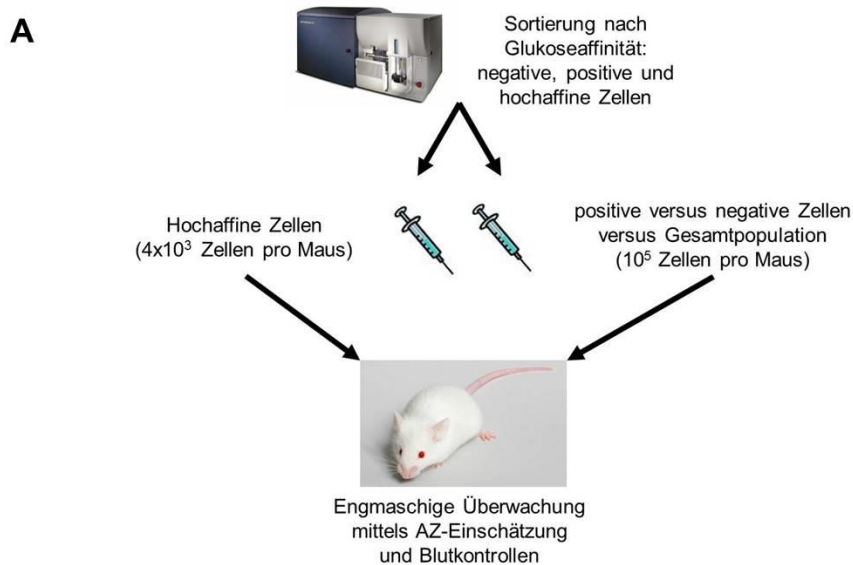 A
Sortierung nach
Glukoseaffinität:
negative, positive und
hochaffine Zellen
Hochaffine Zellen
(4x10³ Zellen pro Maus)
positive versus negative Zellen
versus Gesamtpopulation
(10⁵ Zellen pro Maus)
Engmaschige Überwachung
mittels AZ-Einschätzung
und Blutkontrollen